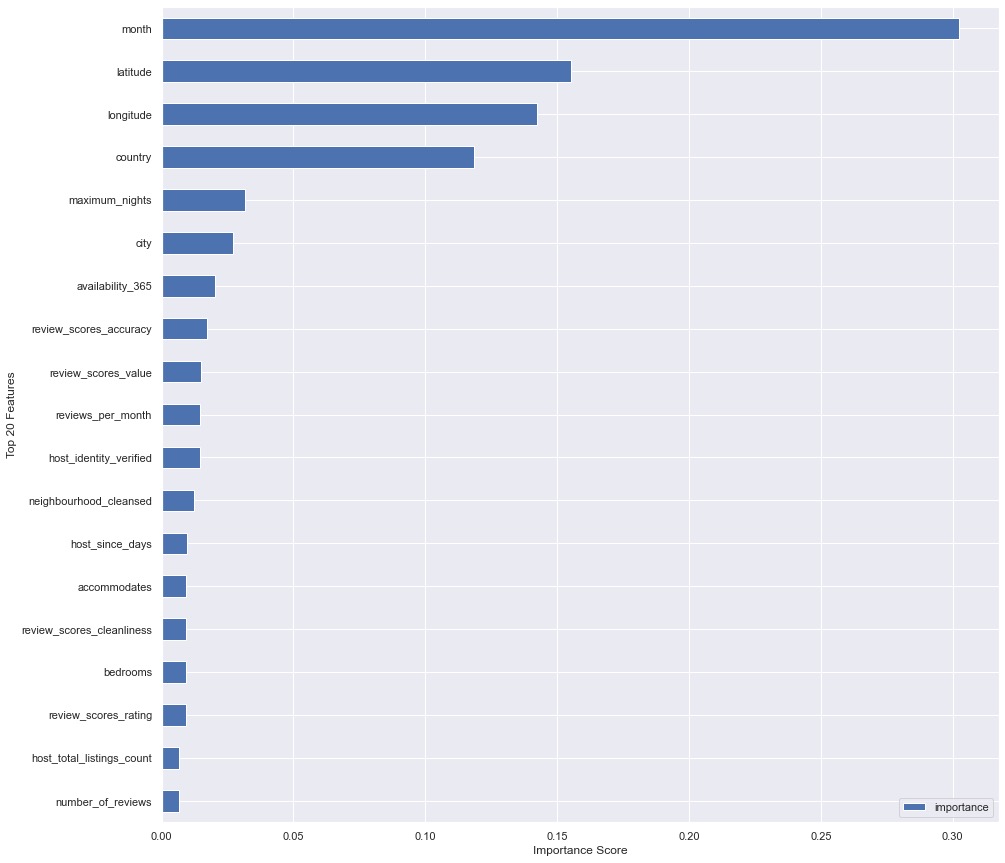 month
latitude
longitude
country
maximum_nights
city
availability_365
review_scores_accuracy
review_scores_value
reviews_per_month
host_identity_verified
neighbourhood_cleansed
host_since_days
accommodates
review_scores_cleanliness
bedrooms
review_scores_rating
host_total_listings_count
number_of_reviews
Top 20 Features
importance
0.00 0.05 0.10 0.15 0.20 0.25 0.30
Importance Score